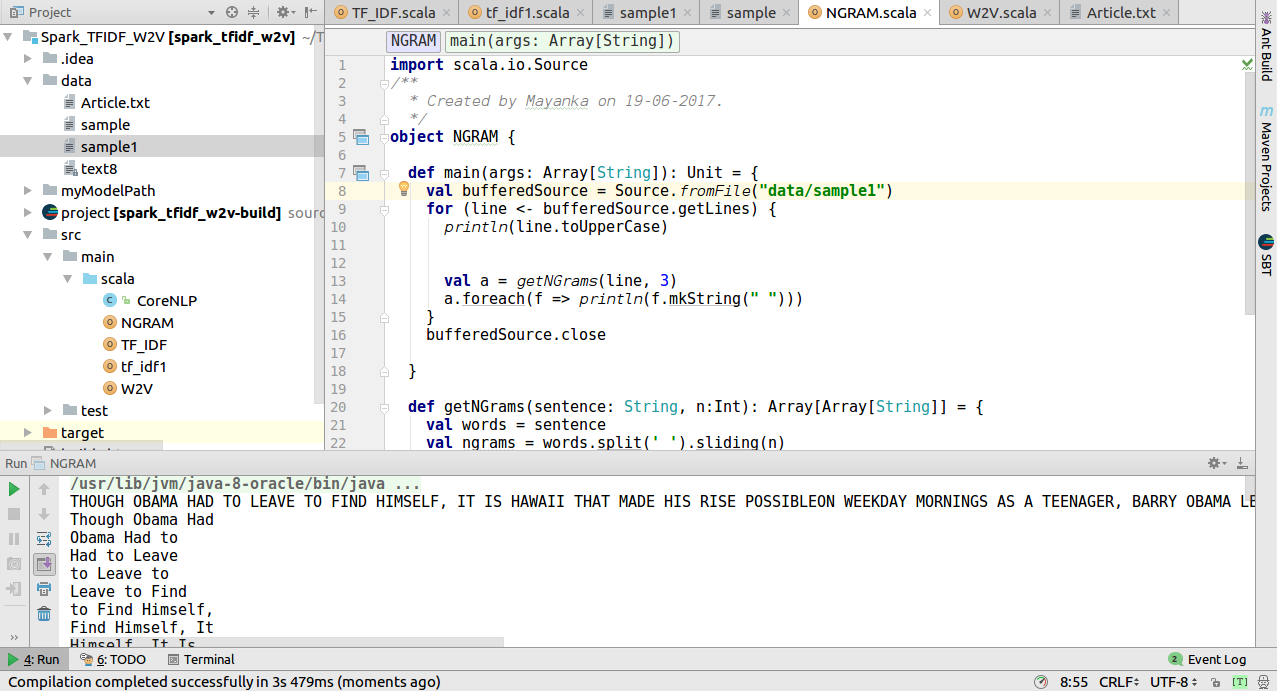 Project
TF_IDF.scala
tf_idf1.scala
sample1
sample
NGRAM.scala
W2V.scala
Article.txt
Spark_TFIDF_W2V [spark_tfidf_w2v] ~/T
.idea
data
Article.txt
sample
sample1
text8
myModelPath
project [spark_tfidf_w2v-build] sourc
src
main
scala
CoreNLP
NGRAM
TF_IDF
tf_idf1
W2V
test
target
NGRAM main(args: Array[String])
1 import scala.io.Source
2 /**
3 * Created by Mayanka on 19-06-2017.
4 */
5 object NGRAM {
6
7 def main(args: Array[String]): Unit = {
8 val bufferedSource = Source.fromFile("data/sample1")
9 for (line <- bufferedSource.getLines) {
10 println(line.toUpperCase)
11
12
13 val a = getNGrams(line, 3)
14 a.foreach(f => println(f.mkString(" ")))
15 }
16 bufferedSource.close
17
18 }
19
20 def getNGrams(sentence: String, n:Int): Array[Array[String]] = {
21 val words = sentence
22 val ngrams = words.split(' ').sliding(n)
Ant Build
m Maven Projects
SBT
Run NGRAM
/usr/lib/jvm/java-8-oracle/bin/java ...
THOUGH OBAMA HAD TO LEAVE TO FIND HIMSELF, IT IS HAWAII THAT MADE HIS RISE POSSIBLEON WEEKDAY MORNINGS AS A TEENAGER, BARRY OBAMA LE
Though Obama Had
Obama Had to
Had to Leave
to Leave to
Leave to Find
to Find Himself,
Find Himself, It
Himself, It Is
4: Run
6: TODO
Terminal
2 Event Log
Compilation completed successfully in 3s 479ms (moments ago)
8:55 CRLF UTF-8 [T]